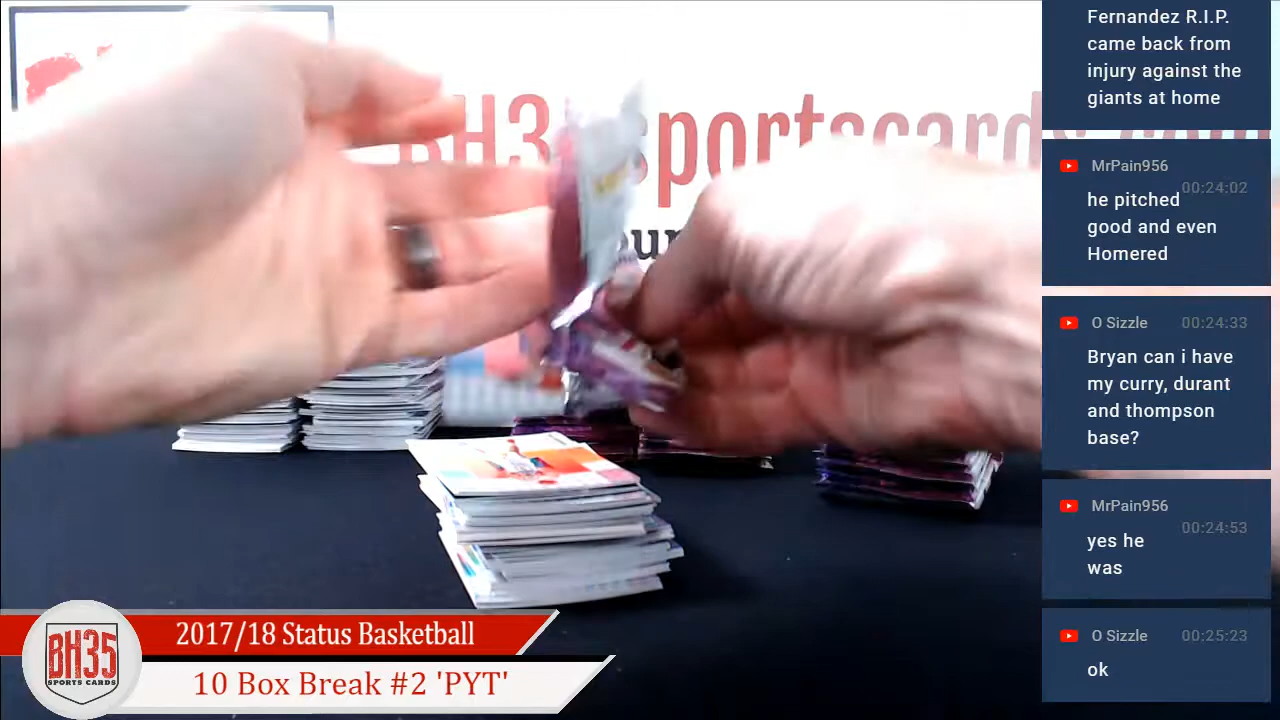 BH35 sportscards.com
Fernandez R.I.P.
came back from
injury against the
giants at home
MrPain956
00:24:02
he pitched
good and even
Homered
O Sizzle 00:24:33
Bryan can i have
my curry, durant
and thompson
base?
MrPain956
00:24:53
yes he
was
O Sizzle 00:25:23
ok
2017/18 Status Basketball
10 Box Break #2 'PYT'
BH35
SPORTS CARDS